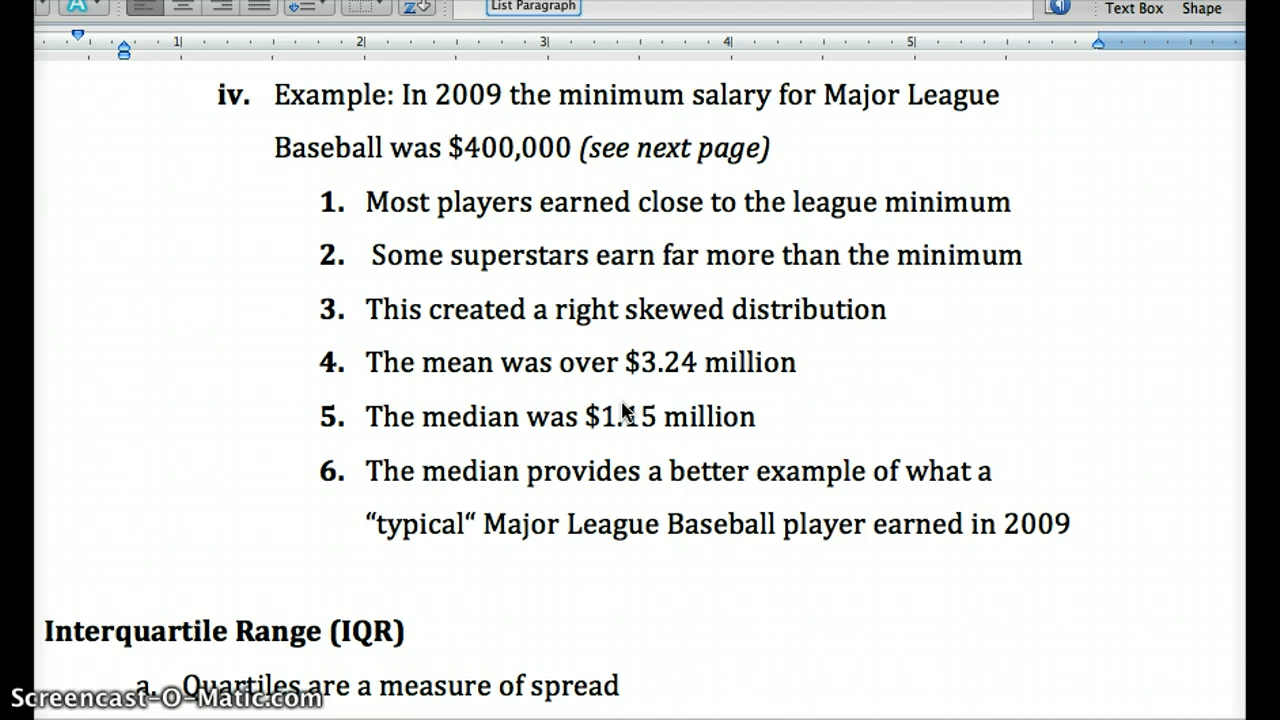 List Paragraph
Text Box Shape
1 2 3 4 5
iv. Example: In 2009 the minimum salary for Major League
Baseball was $400,000 (see next page)
1. Most players earned close to the league minimum
2. Some superstars earn far more than the minimum
3. This created a right skewed distribution
4. The mean was over $3.24 million
5. The median was $1.15 million
6. The median provides a better example of what a
“typical“ Major League Baseball player earned in 2009
Interquartile Range (IQR)
a. Quartiles are a measure of spread
Screencast-O-Matic.com